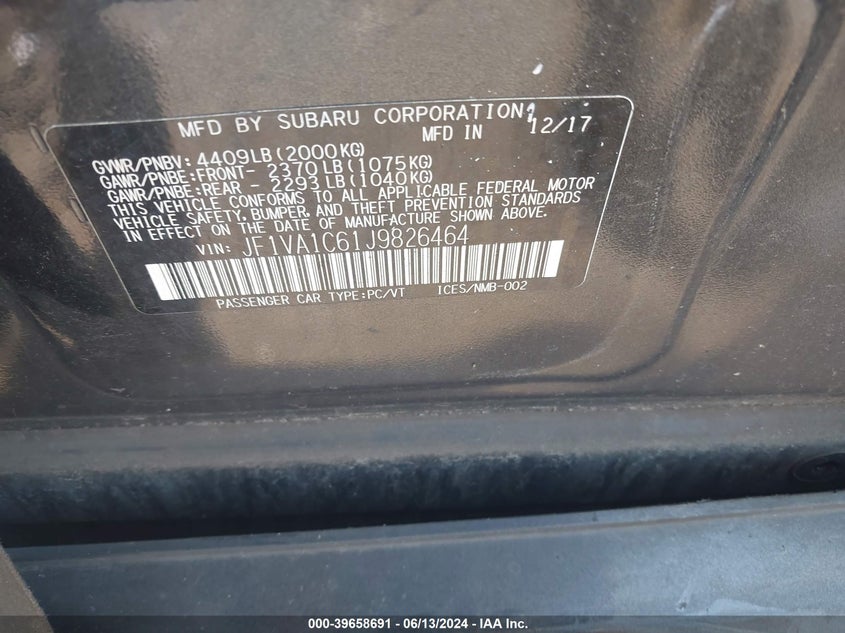 MFD BY SUBARU CORPORATION
MFD IN 12/17
GVWR/PNBV: 4409LB(2000KG)
GAWR/PNBE:FRONT- 2370LB(1075KG)
GAWR/PNBE:REAR - 2293LB(1040KG)
THIS VEHICLE CONFORMS TO ALL APPLICABLE FEDERAL MOTOR
VEHICLE SAFETY, BUMPER, AND THEFT PREVENTION STANDARDS
IN EFFECT ON THE DATE OF MANUFACTURE SHOWN ABOVE.
VIN: JF1VA1C61J9826464
PASSENGER CAR TYPE:PC/VT ICES/NMB-002
000-39658691 - 06/13/2024 - IAA Inc.